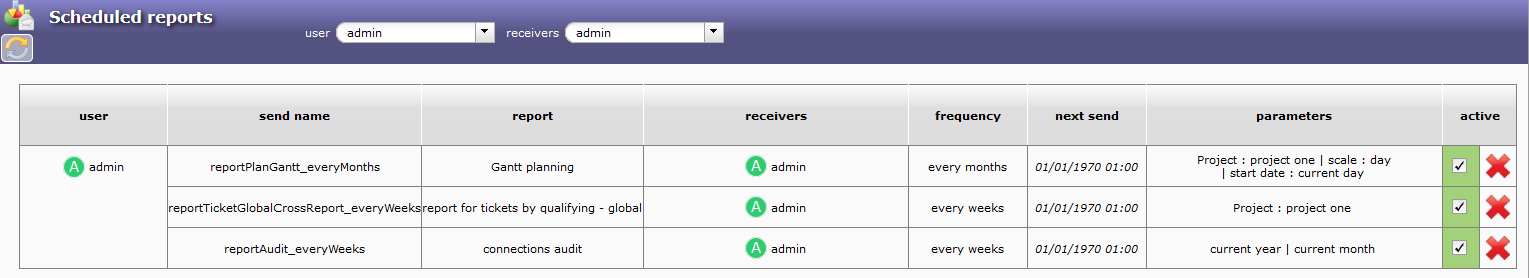 Scheduled reports
user admin receivers admin
user send name report receivers frequency next send parameters active
A admin reportPlanGantt_everyMonths Gantt planning A admin every months 01/01/1970 01:00 Project : project one | scale : day
| start date : current day
reportTicketGlobalCrossReport_everyWeeks report for tickets by qualifying - global A admin every weeks 01/01/1970 01:00 Project : project one
reportAudit_everyWeeks connections audit A admin every weeks 01/01/1970 01:00 current year | current month